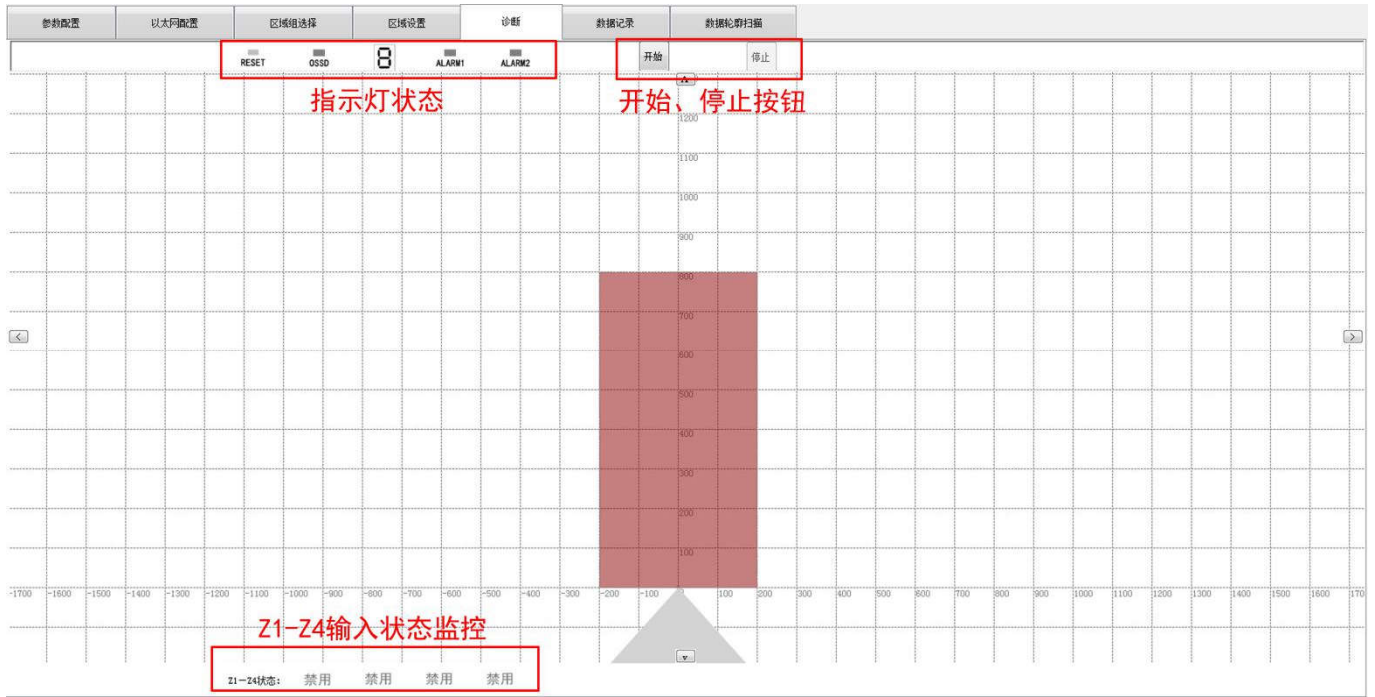 参数配置 以太网配置 区域组选择 区域设置 诊断 数据记录 数据轮廓扫描
RESET OSSD 8 ALARM1 ALARM2 开始 停止
指示灯状态 开始、停止按钮
1200
1100
1000
900
800
700
600
500
400
300
200
100
-1700 -1600 -1500 -1400 -1300 -1200 -1100 -1000 -900 -800 -700 -600 -500 -400 -300 -200 -100 0 100 200 300 400 500 600 700 800 900 1000 1100 1200 1300 1400 1500 1600 170
Z1-Z4输入状态监控
Z1-Z4状态: 禁用 禁用 禁用 禁用